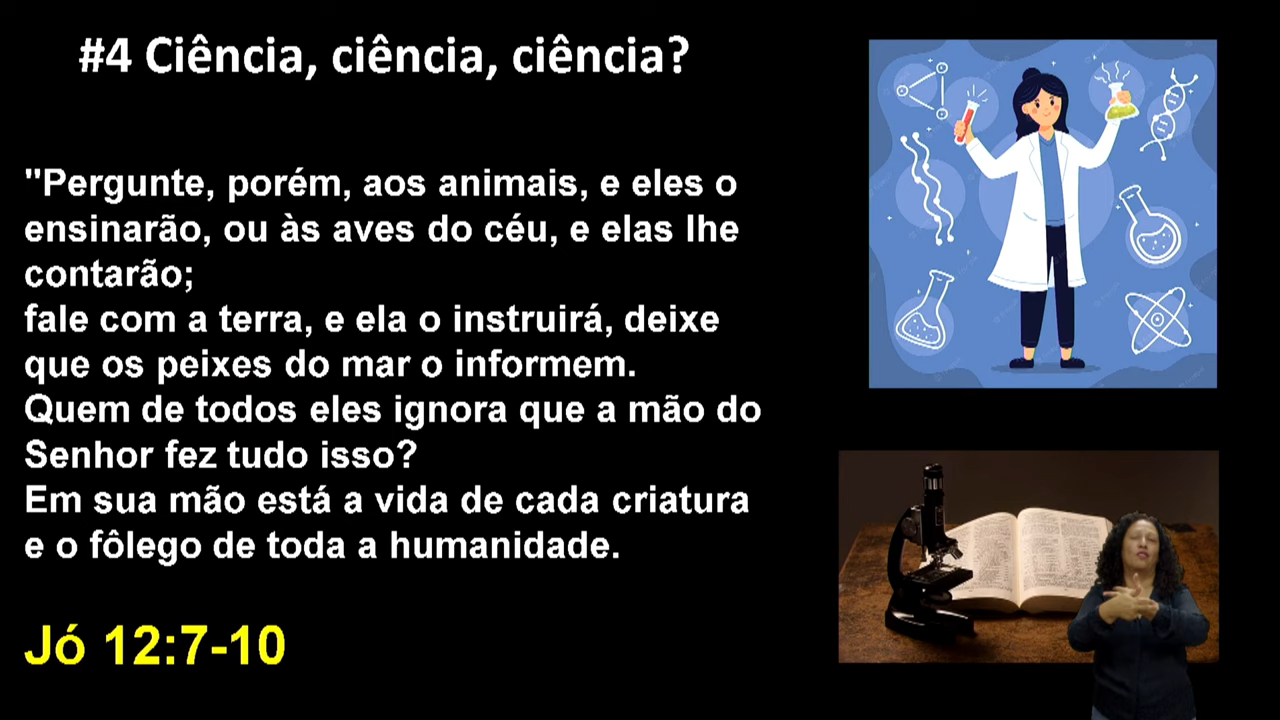 #4 Ciência, ciência, ciência?
"Pergunte, porém, aos animais, e eles o
ensinarão, ou às aves do céu, e elas lhe
contarão;
fale com a terra, e ela o instruirá, deixe
que os peixes do mar o informem.
Quem de todos eles ignora que a mão do
Senhor fez tudo isso?
Em sua mão está a vida de cada criatura
e o fôlego de toda a humanidade.
Jó 12:7-10